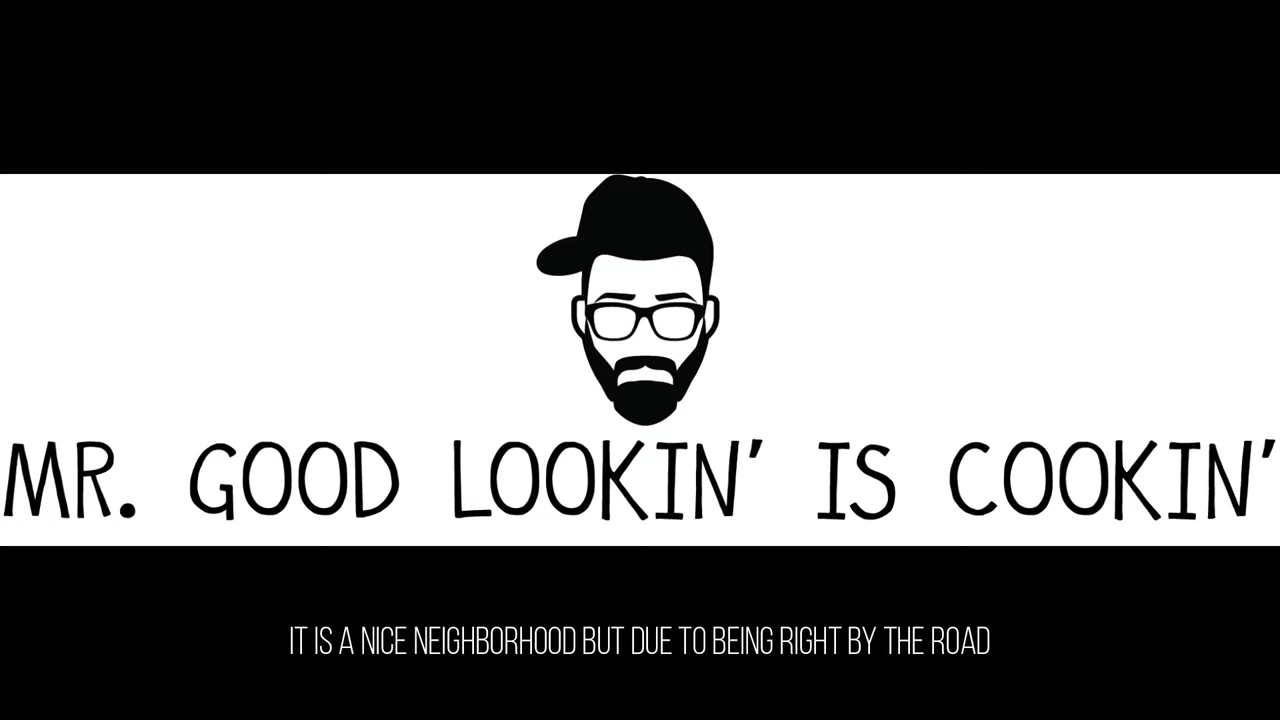 MR. GOOD LOOKIN' IS COOKIN'
IT IS A NICE NEIGHBORHOOD BUT DUE TO BEING RIGHT BY THE ROAD